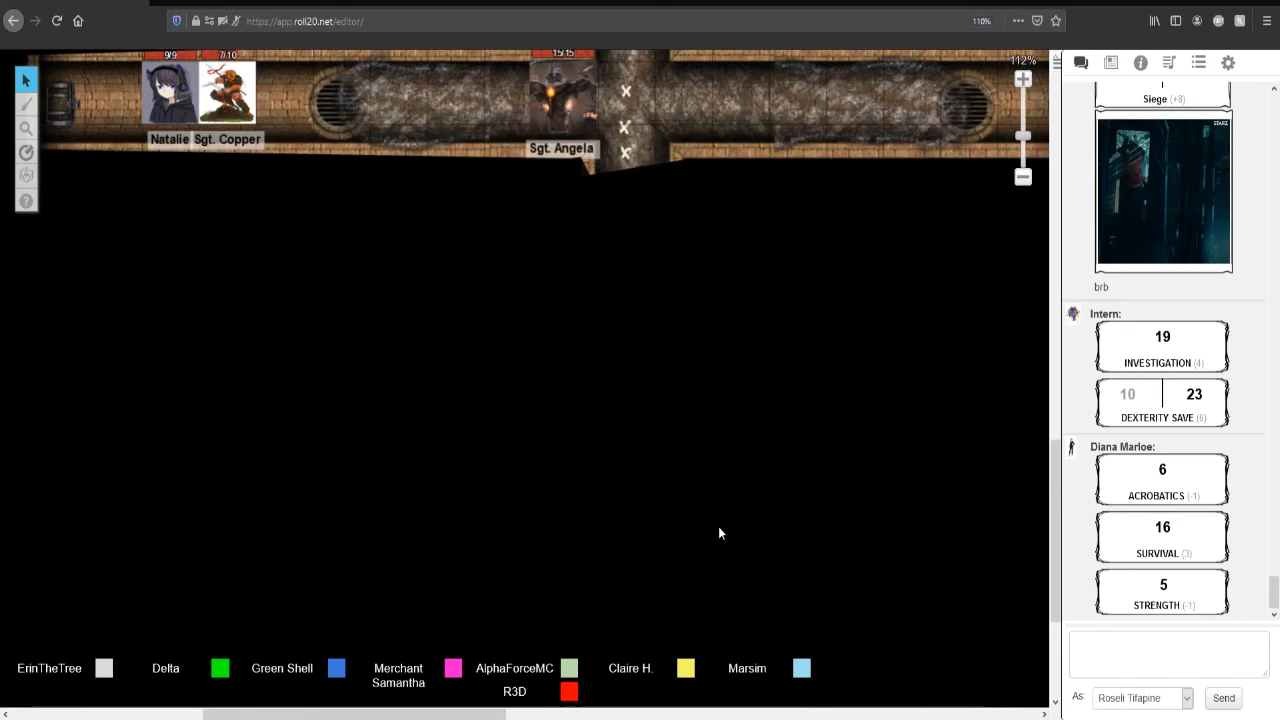 https://app.roll20.net/editor/
110%
9/9
7/10
15/15
112%
Natalie
Sgt. Copper
Sgt. Angela
Siege (+8)
STARZ
brb
Intern:
19
INVESTIGATION (4)
10
23
DEXTERITY SAVE (6)
Diana Marloe:
6
ACROBATICS (-1)
16
SURVIVAL (3)
5
STRENGTH (-1)
ErinTheTree
Delta
Green Shell
Merchant
Samantha
AlphaForceMC
R3D
Claire H.
Marsim
As:
Roseli Tifapine
Send